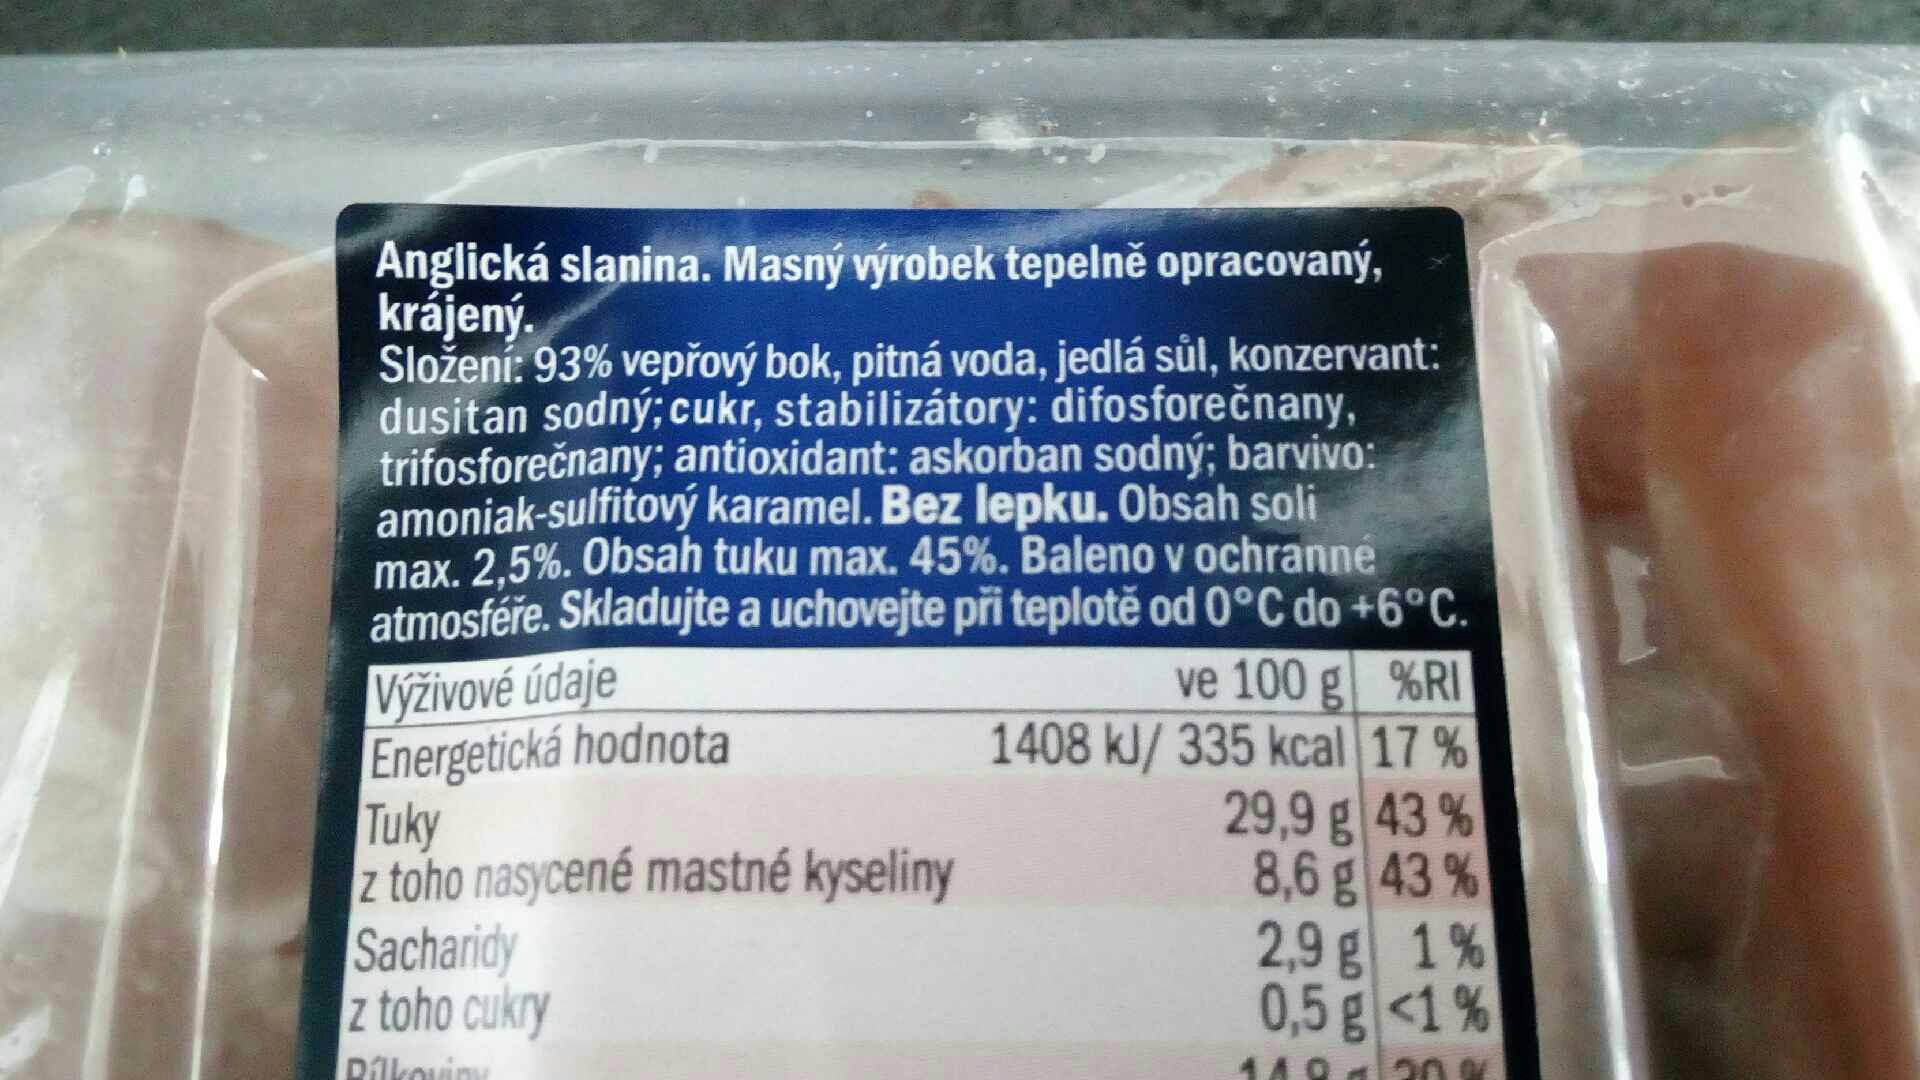 Anglická slanina. Masný výrobek tepelně opracovaný,
krájený.
Složení: 93% vepřový bok, pitná voda, jedlá sůl, konzervant:
dusitan sodný; cukr, stabilizátory: difosforečnany,
trifosforečnany; antioxidant: askorban sodný; barvivo:
amoniak-sulfitový karamel. Bez lepku. Obsah soli
max. 2,5%. Obsah tuku max. 45%. Baleno v ochranné
atmosféře. Skladujte a uchovejte při teplotě od 0°C do +6°C.
Výživové údaje ve 100 g %RI
Energetická hodnota 1408 kJ/ 335 kcal 17 %
Tuky 29,9 g 43 %
z toho nasycené mastné kyseliny 8,6 g 43 %
Sacharidy 2,9 g 1 %
z toho cukry 0,5 g <1 %
Bílkoviny